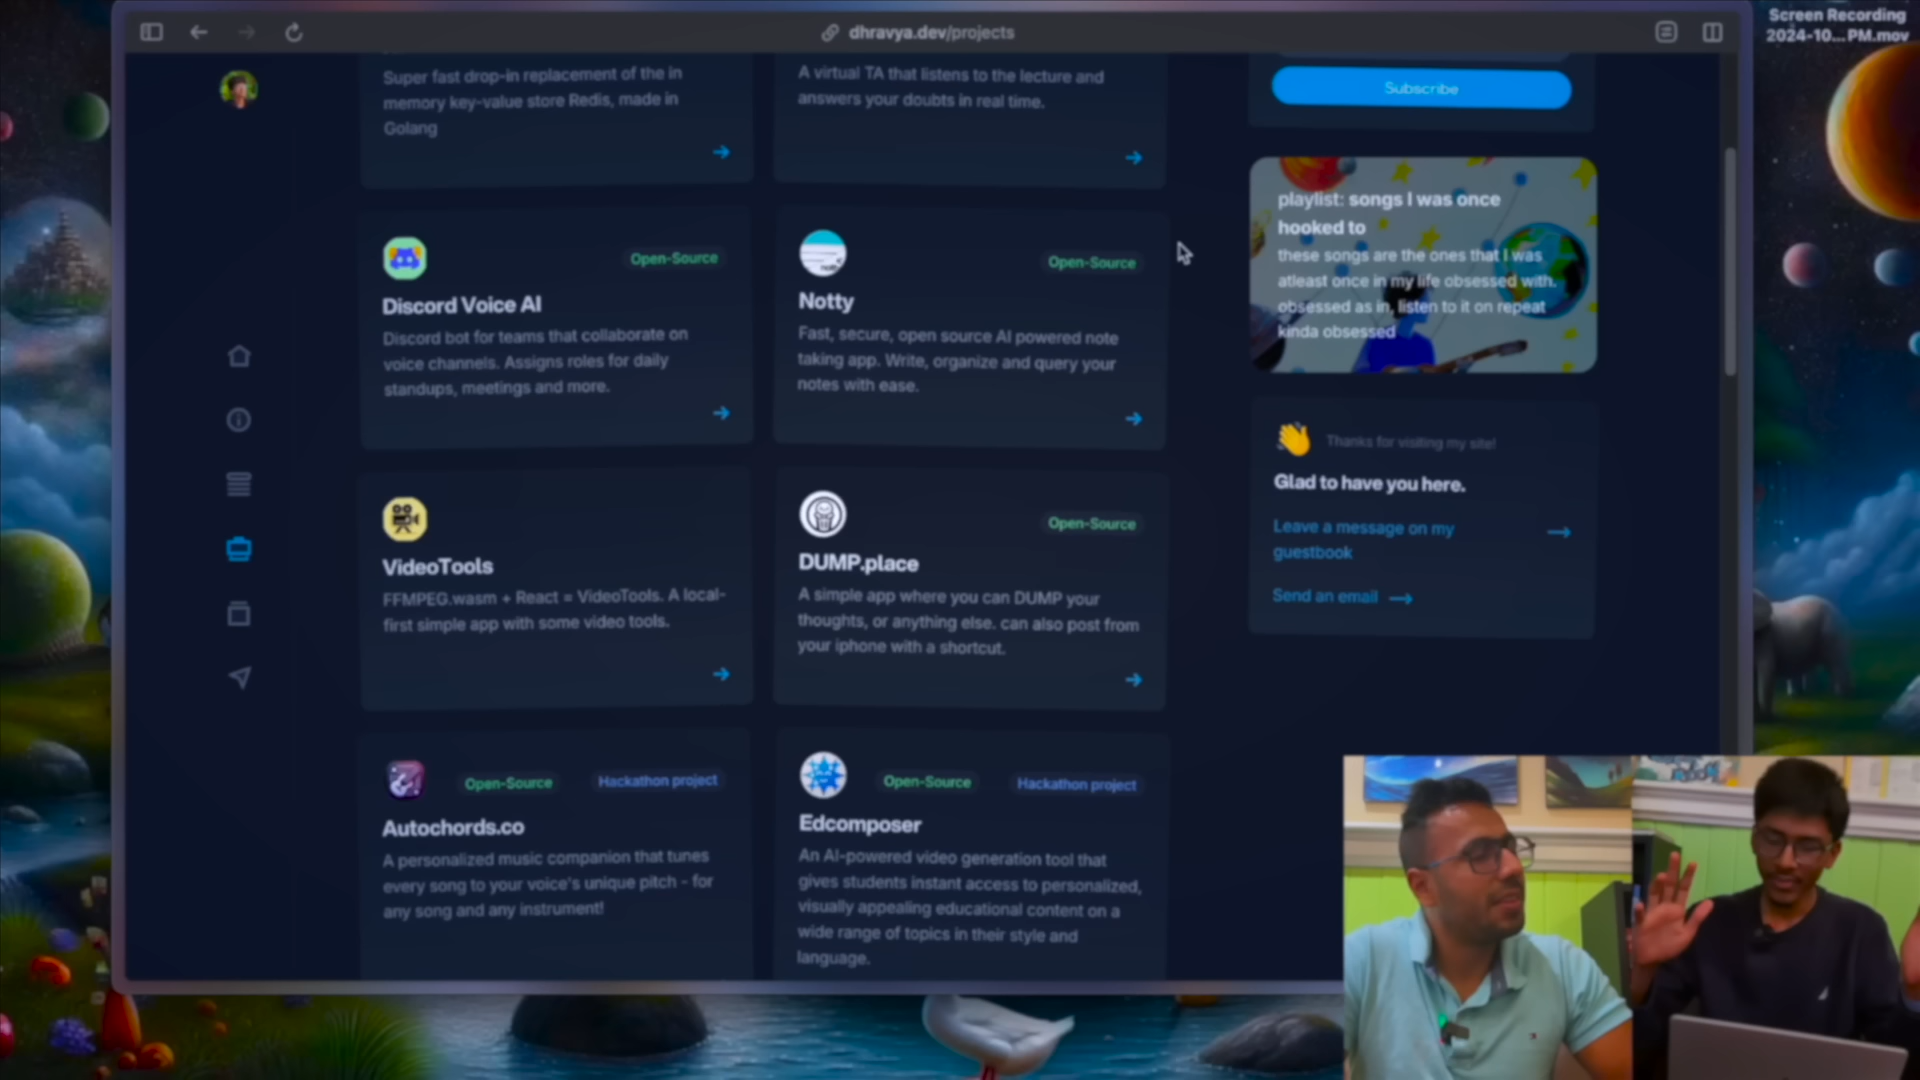 dhravya.dev/projects
Screen Recording
2024-10...PM.mov
Super fast drop-in replacement of the in
memory key-value store Redis, made in
Golang
A virtual TA that listens to the lecture and
answers your doubts in real time.
Subscribe
playlist: songs I was once
hooked to
these songs are the ones that I was
atleast once in my life obsessed with.
obsessed as in, listen to it on repeat
kinda obsessed
Open-Source
Discord Voice AI
Discord bot for teams that collaborate on
voice channels. Assigns roles for daily
standups, meetings and more.
Open-Source
Notty
Fast, secure, open source AI powered note
taking app. Write, organize and query your
notes with ease.
Thanks for visiting my site!
Glad to have you here.
Leave a message on my
guestbook
Send an email
VideoTools
FFMPEG.wasm + React = VideoTools. A local-
first simple app with some video tools.
Open-Source
DUMP.place
A simple app where you can DUMP your
thoughts, or anything else. can also post from
your iphone with a shortcut.
Open-Source Hackathon project
Autochords.co
A personalized music companion that tunes
every song to your voice's unique pitch - for
any song and any instrument!
Open-Source Hackathon project
Edcomposer
An AI-powered video generation tool that
gives students instant access to personalized,
visually appealing educational content on a
wide range of topics in their style and
language.